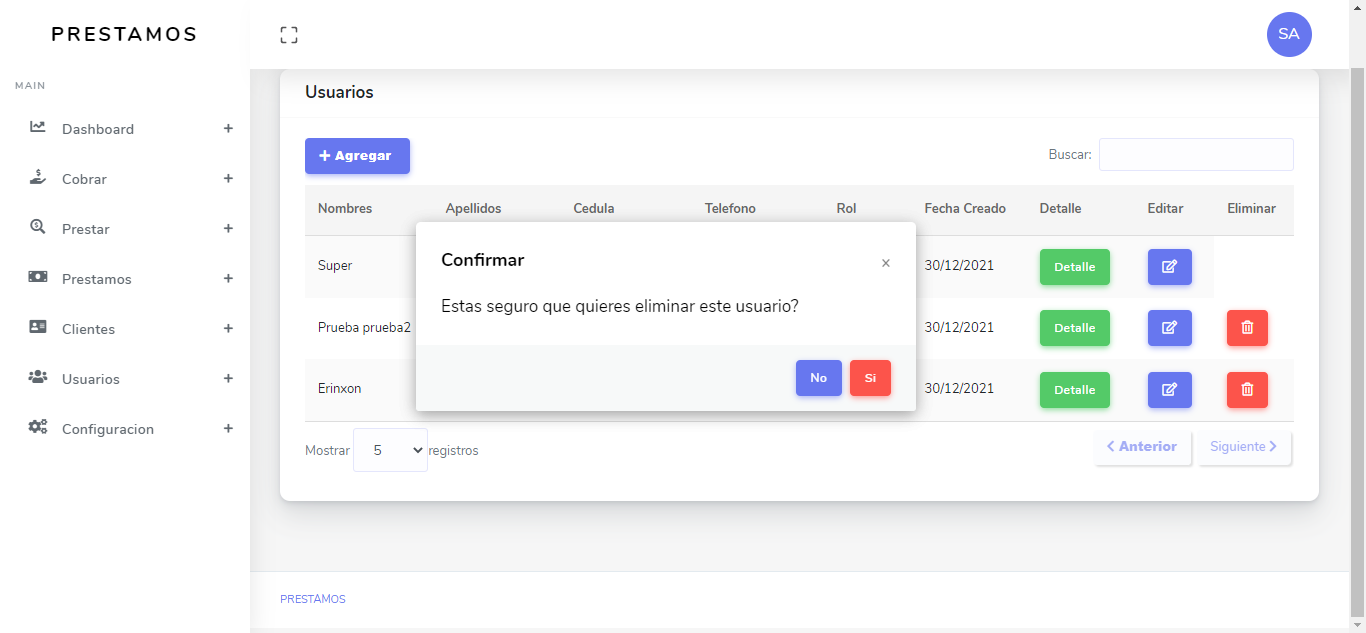 PRESTAMOS
SA
MAIN
Dashboard +
Cobrar +
Prestar +
Prestamos +
Clientes +
Usuarios +
Configuracion +
Usuarios
+ Agregar
Buscar:
Nombres Apellidos Cedula Telefono Rol Fecha Creado Detalle Editar Eliminar
Super 30/12/2021 Detalle
Prueba prueba2 30/12/2021 Detalle
Erinxon 30/12/2021 Detalle
Confirmar ×
Estas seguro que quieres eliminar este usuario?
No Si
Mostrar 5 registros
Anterior Siguiente
PRESTAMOS